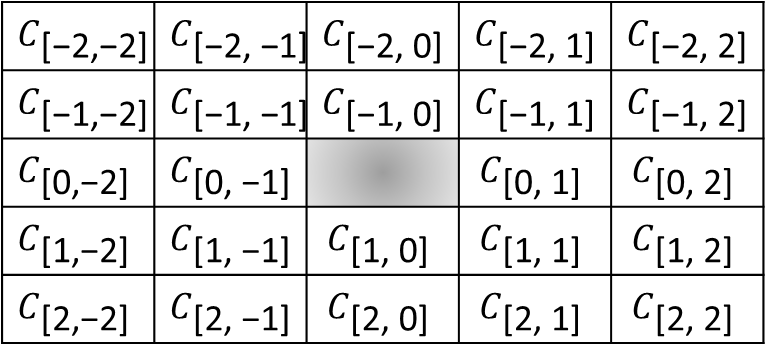 C[−2,−2] C[−2, −1] C[−2, 0] C[−2, 1] C[−2, 2]
C[−1,−2] C[−1, −1] C[−1, 0] C[−1, 1] C[−1, 2]
C[0,−2] C[0, −1] C[0, 1] C[0, 2]
C[1,−2] C[1, −1] C[1, 0] C[1, 1] C[1, 2]
C[2,−2] C[2, −1] C[2, 0] C[2, 1] C[2, 2]